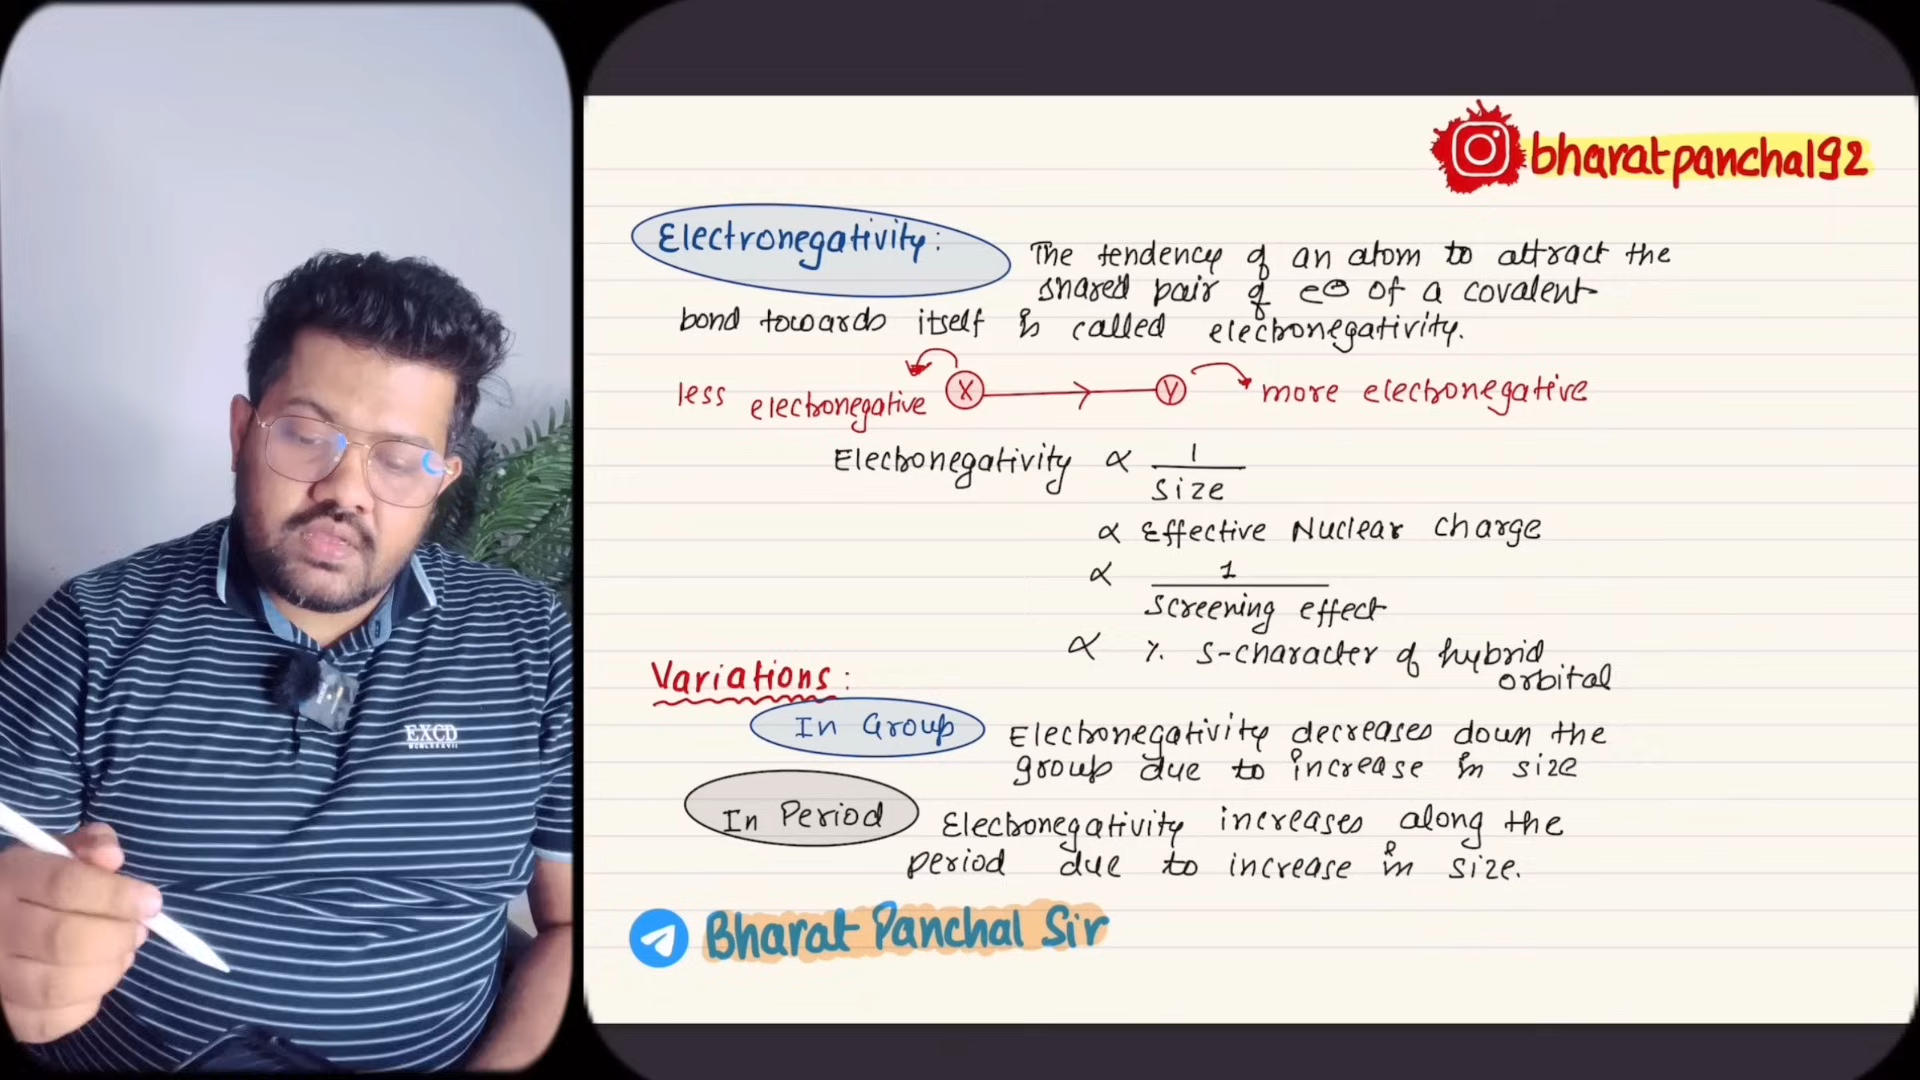 bharatpanchal92
Electronegativity: The tendency of an atom to attract the
shared pair of e⊖ of a covalent
bond towards itself is called electronegativity.
less electronegative X Y more electronegative
Electronegativity ∝ 1
size
∝ Effective Nuclear charge
∝ 1
Screening effect
∝ % s-character of hybrid
orbital
Variations:
In Group Electronegativity decreases down the
group due to increase in size
In Period Electronegativity increases along the
period due to increase in size.
Bharat Panchal Sir
EXCD